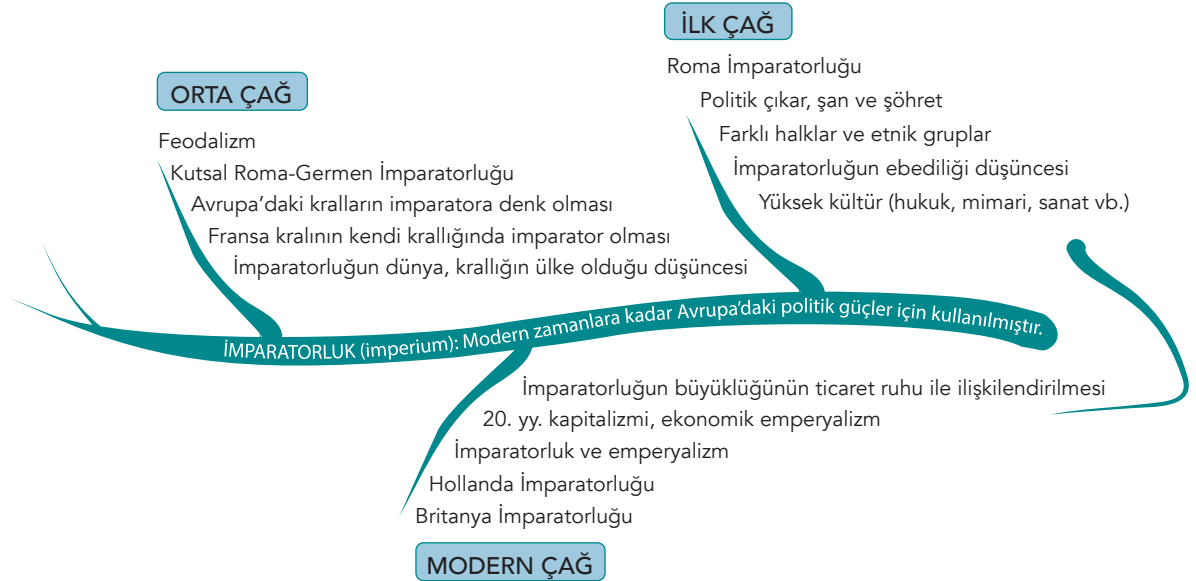 İLK ÇAĞ
Roma İmparatorluğu
Politik çıkar, şan ve şöhret
Farklı halklar ve etnik gruplar
İmparatorluğun ebediliği düşüncesi
Yüksek kültür (hukuk, mimari, sanat vb.)
ORTA ÇAĞ
Feodalizm
Kutsal Roma-Germen İmparatorluğu
Avrupa’daki kralların imparatora denk olması
Fransa kralının kendi krallığında imparator olması
İmparatorluğun dünya, krallığın ülke olduğu düşüncesi
İMPARATORLUK (imperium): Modern zamanlara kadar Avrupa’daki politik güçler için kullanılmıştır.
İmparatorluğun büyüklüğünün ticaret ruhu ile ilişkilendirilmesi
20. yy. kapitalizmi, ekonomik emperyalizm
İmparatorluk ve emperyalizm
Hollanda İmparatorluğu
Britanya İmparatorluğu
MODERN ÇAĞ